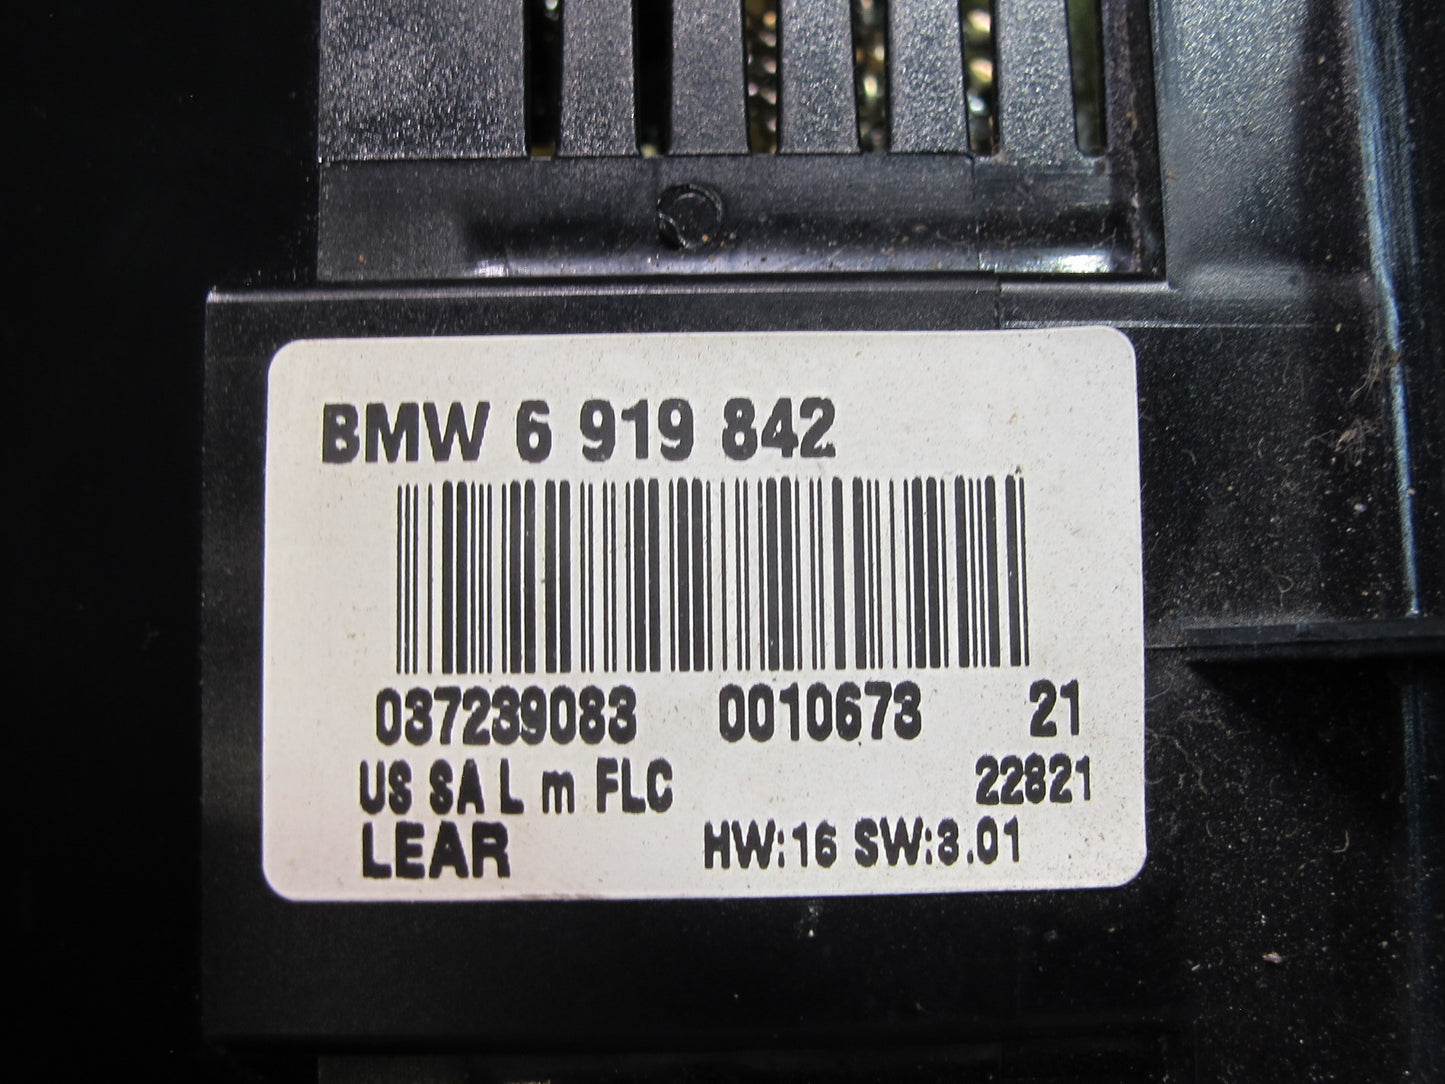 BMW 6 919 842
037239083 0010673 21
US SA L m FLC 22821
LEAR HW:16 SW:3.01